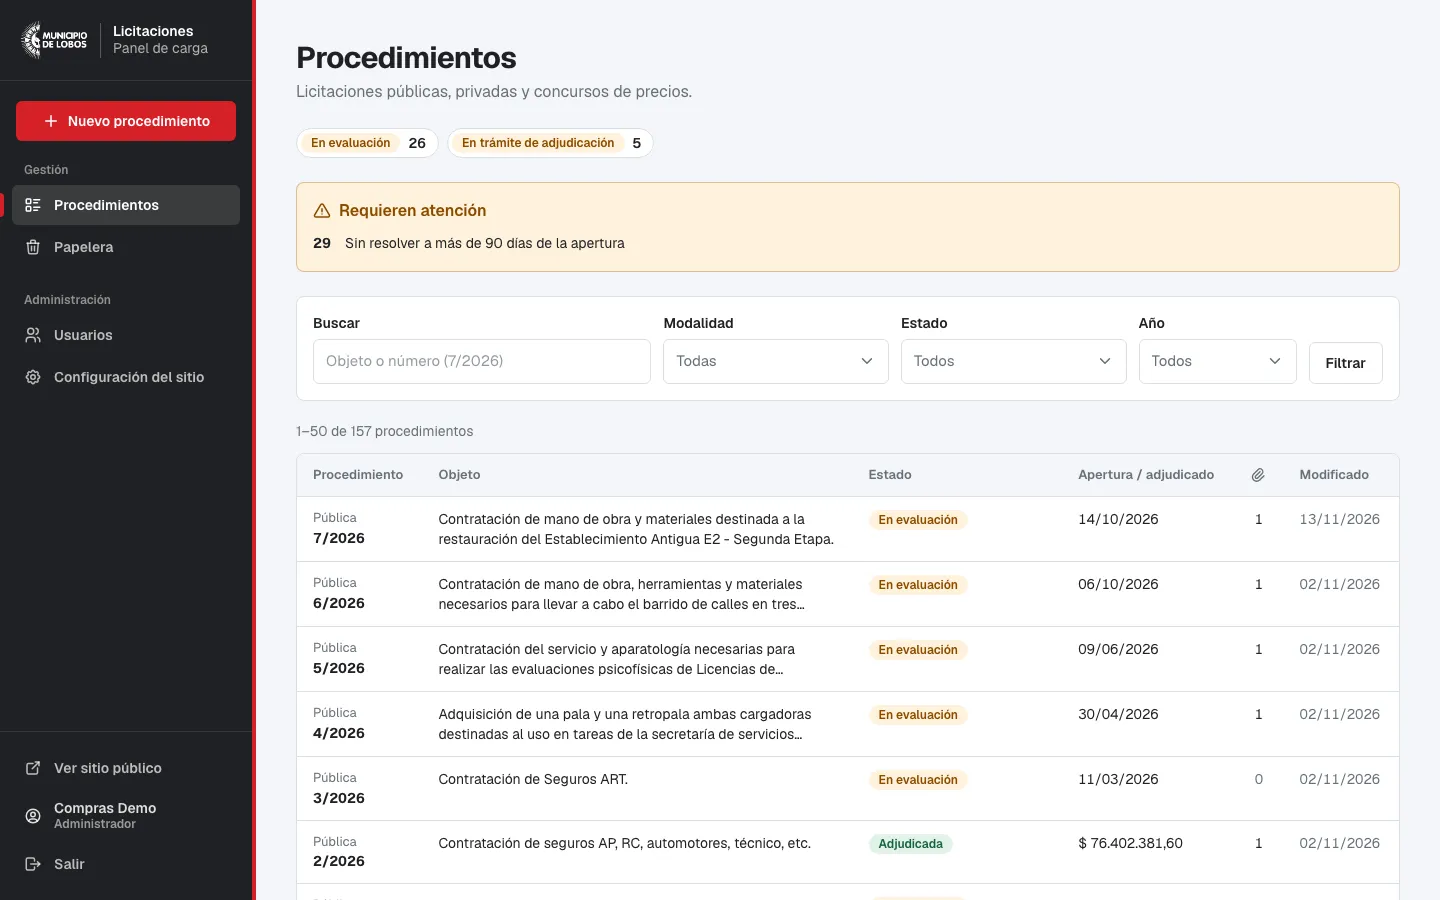 MUNICIPIO
DE LOBOS
Licitaciones
Panel de carga
Nuevo procedimiento
Gestión
Procedimientos
Papelera
Administración
Usuarios
Configuración del sitio
Ver sitio público
Compras Demo
Administrador
Salir
Procedimientos
Licitaciones públicas, privadas y concursos de precios.
En evaluación 26 En trámite de adjudicación 5
Requieren atención
29 Sin resolver a más de 90 días de la apertura
Buscar Modalidad Estado Año
Objeto o número (7/2026) Todas Todos Todos Filtrar
1–50 de 157 procedimientos
Procedimiento Objeto Estado Apertura / adjudicado Modificado
Pública
7/2026
Contratación de mano de obra y materiales destinada a la
restauración del Establecimiento Antigua E2 - Segunda Etapa.
En evaluación 14/10/2026 1 13/11/2026
Pública
6/2026
Contratación de mano de obra, herramientas y materiales
necesarios para llevar a cabo el barrido de calles en tres…
En evaluación 06/10/2026 1 02/11/2026
Pública
5/2026
Contratación del servicio y aparatología necesarias para
realizar las evaluaciones psicofísicas de Licencias de…
En evaluación 09/06/2026 1 02/11/2026
Pública
4/2026
Adquisición de una pala y una retropala ambas cargadoras
destinadas al uso en tareas de la secretaría de servicios…
En evaluación 30/04/2026 1 02/11/2026
Pública
3/2026
Contratación de Seguros ART.
En evaluación 11/03/2026 0 02/11/2026
Pública
2/2026
Contratación de seguros AP, RC, automotores, técnico, etc.
Adjudicada $ 76.402.381,60 1 02/11/2026